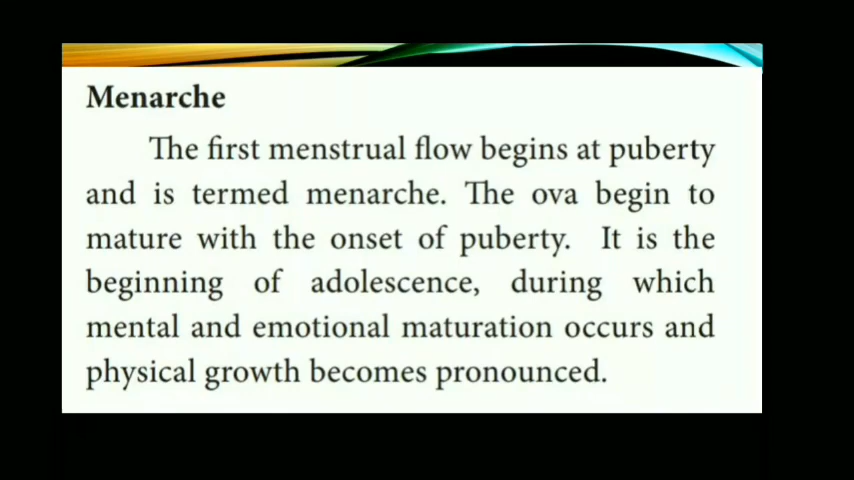 Menarche
The first menstrual flow begins at puberty
and is termed menarche. The ova begin to
mature with the onset of puberty. It is the
beginning of adolescence, during which
mental and emotional maturation occurs and
physical growth becomes pronounced.